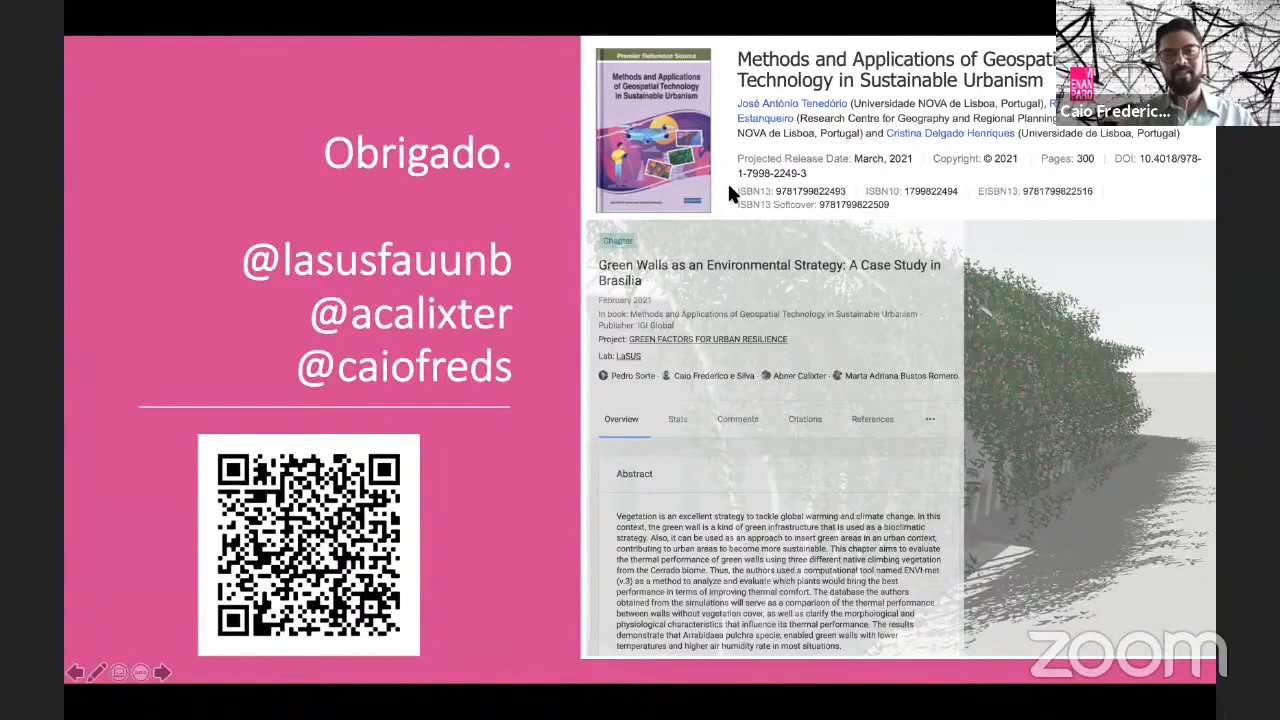 Obrigado.
@lasusfauunb
@acalixter
@caiofreds
Premier Reference Source
Methods and Applications
of Geospatial Technology
in Sustainable Urbanism
Methods and Applications of Geospati
Technology in Sustainable Urbanism
José António Tenedório (Universidade NOVA de Lisboa, Portugal), R
Estanqueiro (Research Centre for Geography and Regional Planning
NOVA de Lisboa, Portugal) and Cristina Delgado Henriques (Universidade de Lisboa, Portugal)
Projected Release Date: March, 2021 | Copyright: © 2021 | Pages: 300 | DOI: 10.4018/978-
1-7998-2249-3
ISBN13: 9781799822493 | ISBN10: 1799822494 | EISBN13: 9781799822516 |
ISBN13 Softcover: 9781799822509
Caio Frederic...
Chapter
Green Walls as an Environmental Strategy: A Case Study in
Brasília
February 2021
In book: Methods and Applications of Geospatial Technology in Sustainable Urbanism -
Publisher: IGI Global
Project: GREEN FACTORS FOR URBAN RESILIENCE
Lab: LaSUS
Pedro Sorte · Caio Frederico e Silva · Abner Calixter · Marta Adriana Bustos Romero
Overview Stats Comments Citations References ...
Abstract
Vegetation is an excellent strategy to tackle global warming and climate change. In this
context, the green wall is a kind of green infrastructure that is used as a bioclimatic
strategy. Also, it can be used as an approach to insert green areas in an urban context,
contributing to urban areas to become more sustainable. This chapter aims to evaluate
the thermal performance of green walls using three different native climbing vegetation
from the Cerrado biome. Thus, the authors used a computational tool named ENVI-met
(v.3) as a method to analyze and evaluate which plants would bring the best
performance in terms of improving thermal comfort. The database the authors
obtained from the simulations will serve as a comparison of the thermal performance
between walls without vegetation cover, as well as clarify the morphological and
physiological characteristics that influence its thermal performance. The results
demonstrate that Arrabidaea pulchra specie, enabled green walls with lower
temperatures and higher air humidity rate in most situations.
zoom